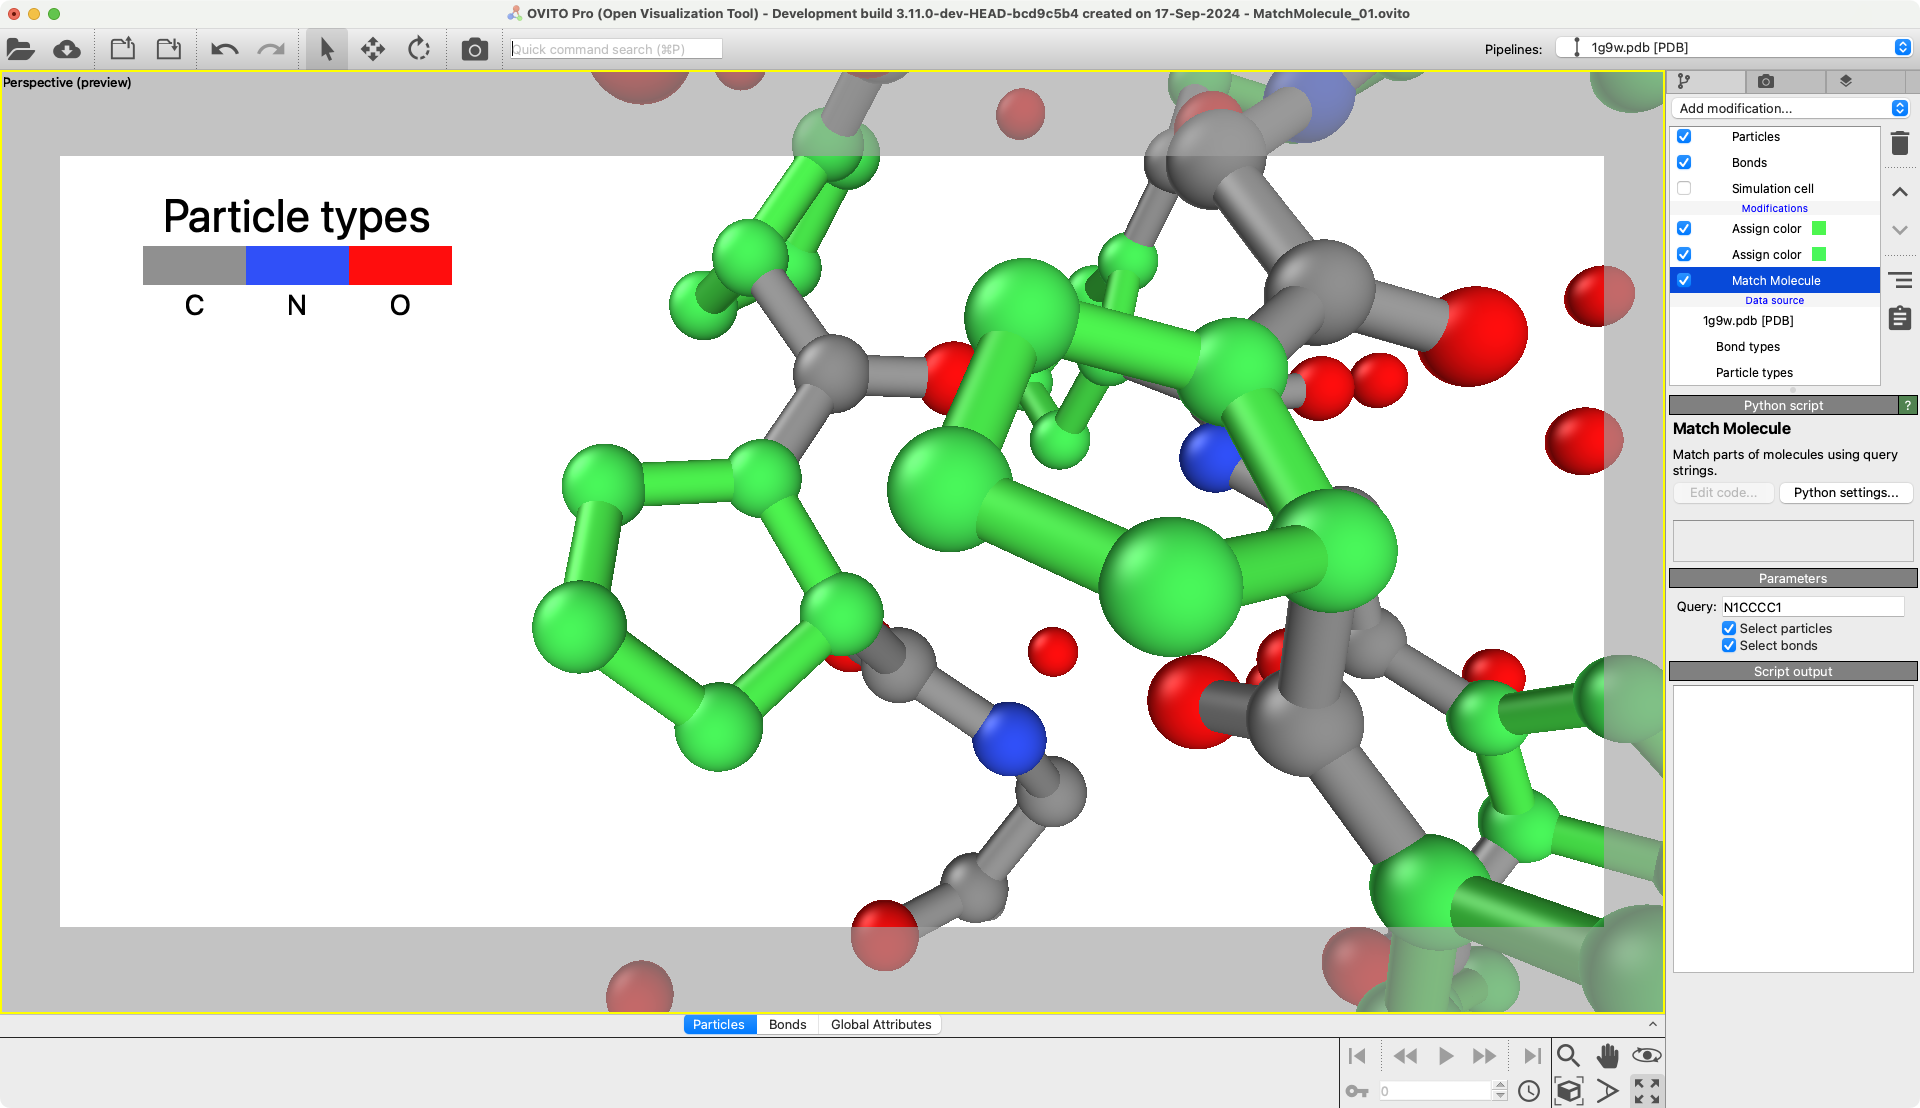 OVITO Pro (Open Visualization Tool) - Development build 3.11.0-dev-HEAD-bcd9c5b4 created on 17-Sep-2024 - MatchMolecule_01.ovito
Quick command search (⌘P)
Pipelines:
1g9w.pdb [PDB]
Perspective (preview)
Particle types
C N O
Add modification...
Particles
Bonds
Simulation cell
Modifications
Assign color
Assign color
Match Molecule
Data source
1g9w.pdb [PDB]
Bond types
Particle types
Python script
?
Match Molecule
Match parts of molecules using query
strings.
Edit code...
Python settings...
Parameters
Query: N1CCCC1
Select particles
Select bonds
Script output
Particles
Bonds
Global Attributes
0